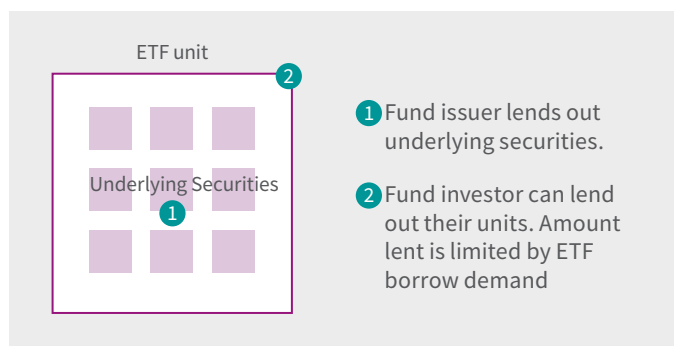 ETF unit
2
Underlying Securities
1
1 Fund issuer lends out
underlying securities.
2 Fund investor can lend
out their units. Amount
lent is limited by ETF
borrow demand